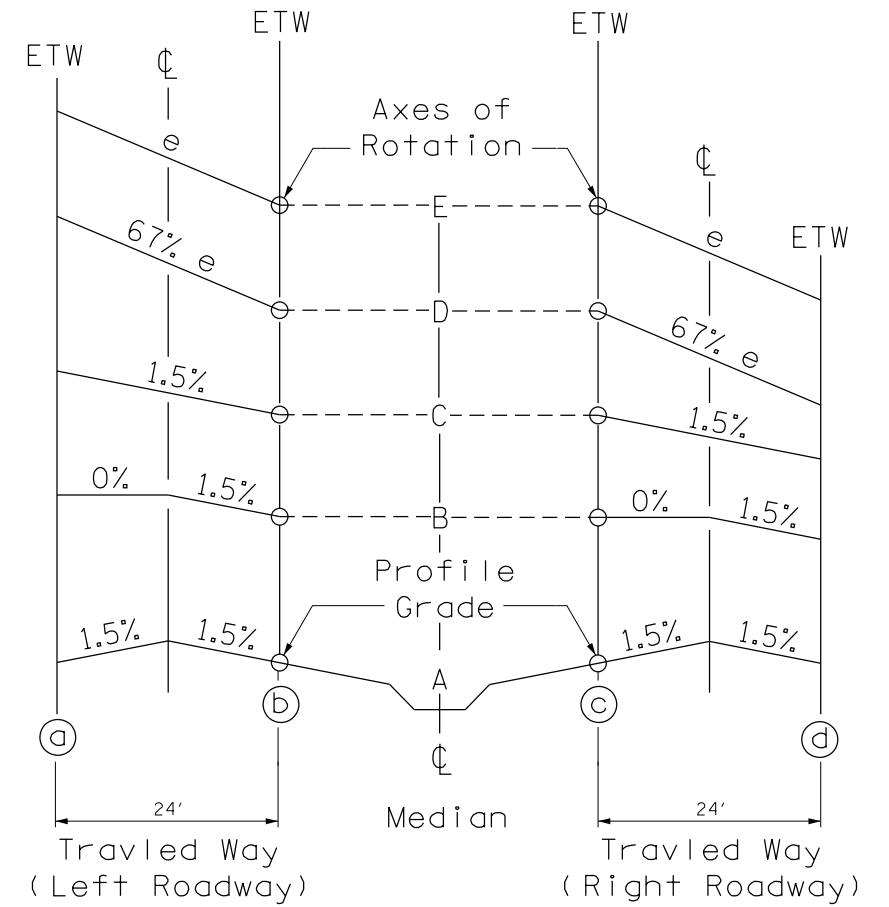 ETW
ETW
ETW
℄
Axes of
Rotation
℄
ETW
e
E
e
67% e
D
67% e
1.5%
C
1.5%
0%
1.5%
B
0%
1.5%
Profile
Grade
1.5%
1.5%
A
1.5%
1.5%
a
b
c
d
℄
24'
Median
24'
Travled Way
(Left Roadway)
Travled Way
(Right Roadway)